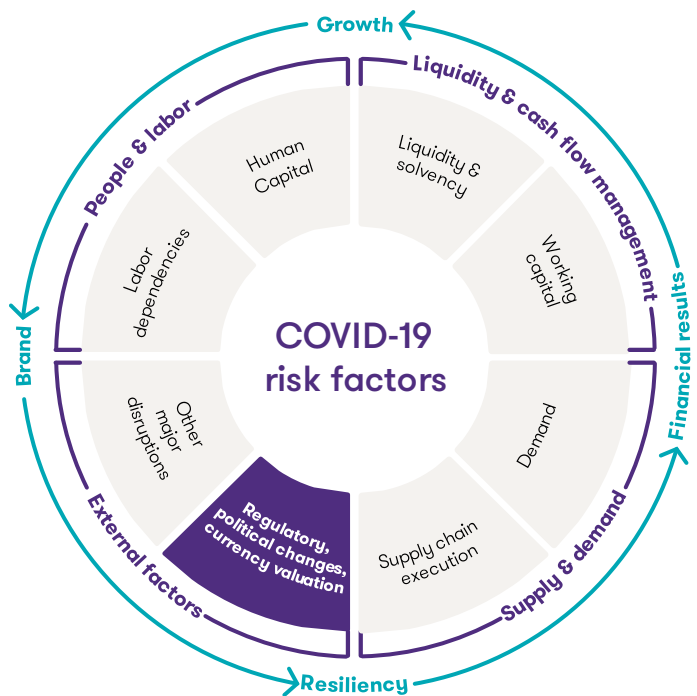 Growth
Liquidity & cash flow management
People & labor
Human
Capital
Liquidity &
solvency
Labor
dependencies
Working
capital
Brand
Financial results
COVID-19
risk factors
Other
major
disruptions
Demand
Regulatory,
political changes,
currency valuation
Supply chain
execution
External factors
Supply & demand
Resiliency